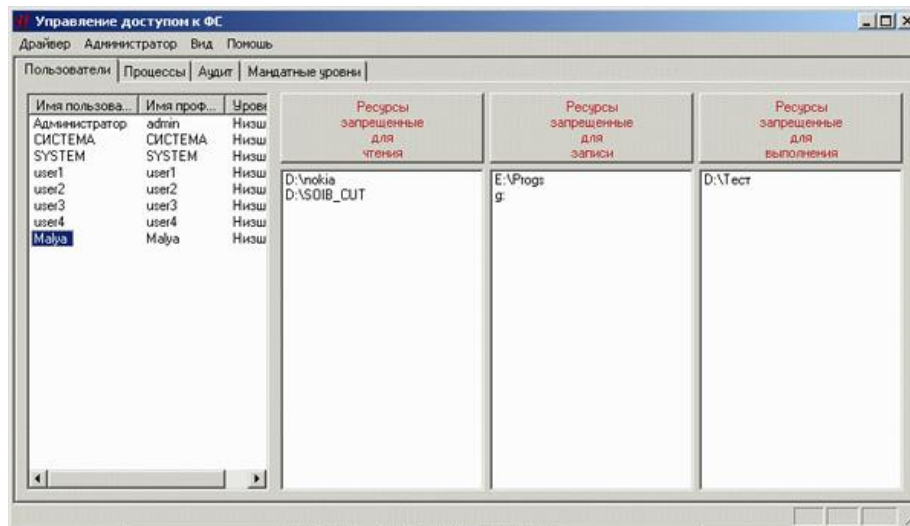 Управление доступом к ФС
Драйвер Администратор Вид Помощь
Пользователи Процессы Аудит Мандатные уровни
Имя пользова... Имя проф... Урове
Администратор admin Низш
СИСТЕМА СИСТЕМА Низш
SYSTEM SYSTEM Низш
user1 user1 Низш
user2 user2 Низш
user3 user3 Низш
user4 user4 Низш
Malya Malya Низш
Ресурсы
запрещенные
для
чтения
D:\nokia
D:\SOIB_CUT
Ресурсы
запрещенные
для
записи
E:\Progs
g:
Ресурсы
запрещенные
для
выполнения
D:\Тест